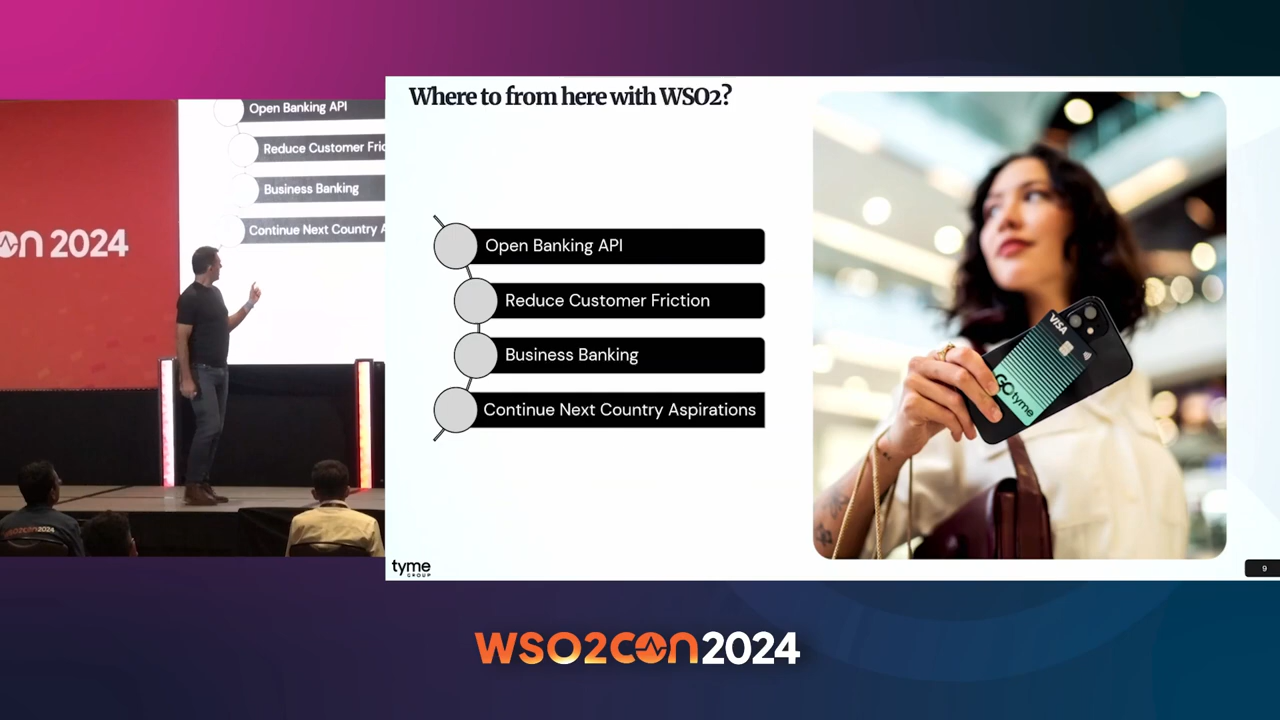 Where to from here with WSO2?
Open Banking API
Reduce Customer Friction
Business Banking
Continue Next Country Aspirations
VISA
GOtyme
tyme
GROUP
9
Open Banking API
Reduce Customer Fric
Business Banking
Continue Next Country A
ON 2024
WSO2CON2024
WSO2CON2024